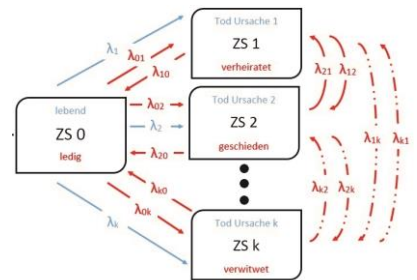 Tod Ursache 1
ZS 1
verheiratet
λ1
λ01
λ10
λ21
λ12
lebend
ZS 0
ledig
λ02
λ2
λ20
Tod Ursache 2
ZS 2
geschieden
λ1k
λk1
λk0
λ0k
λk
λk2
λ2k
Tod Ursache k
ZS k
verwitwet